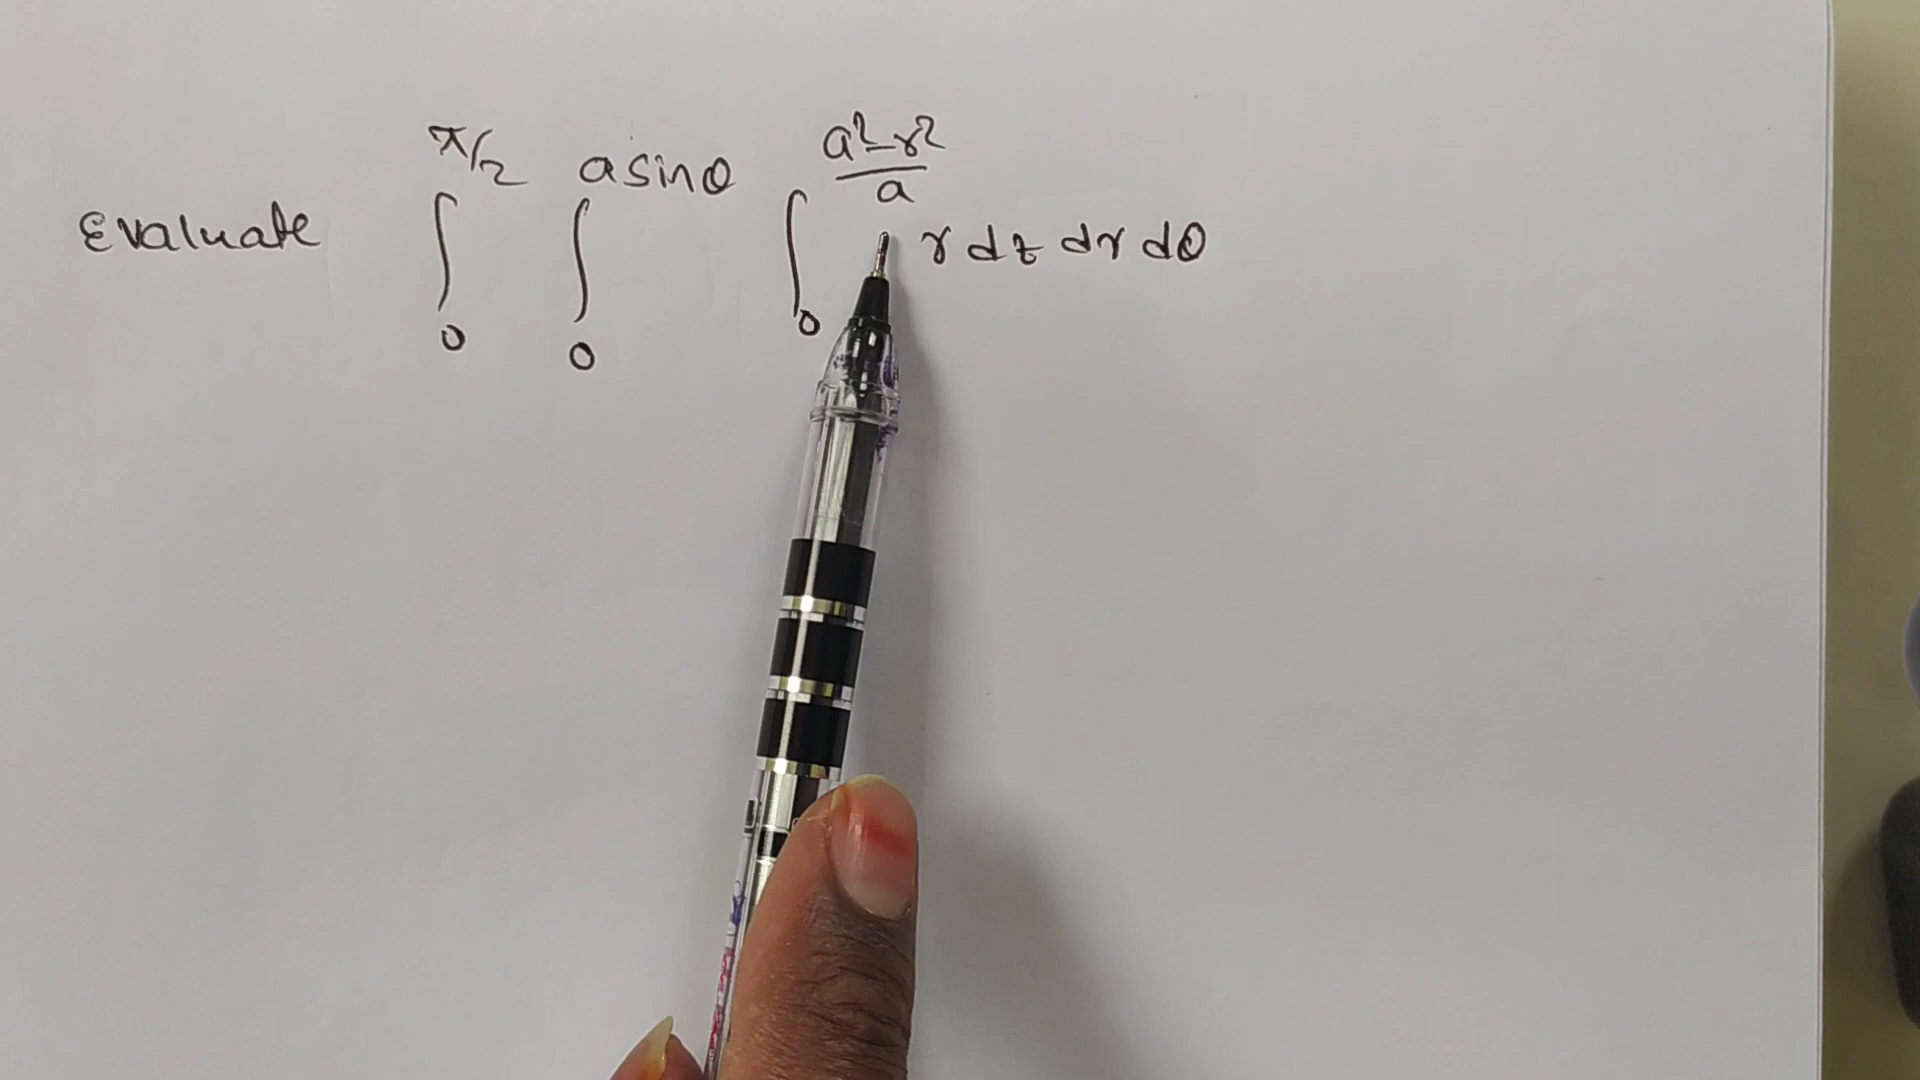 Evaluate ∫₀^{π/2} ∫₀^{a sinθ} ∫₀^{(a²-r²)/a} r dz dr dθ